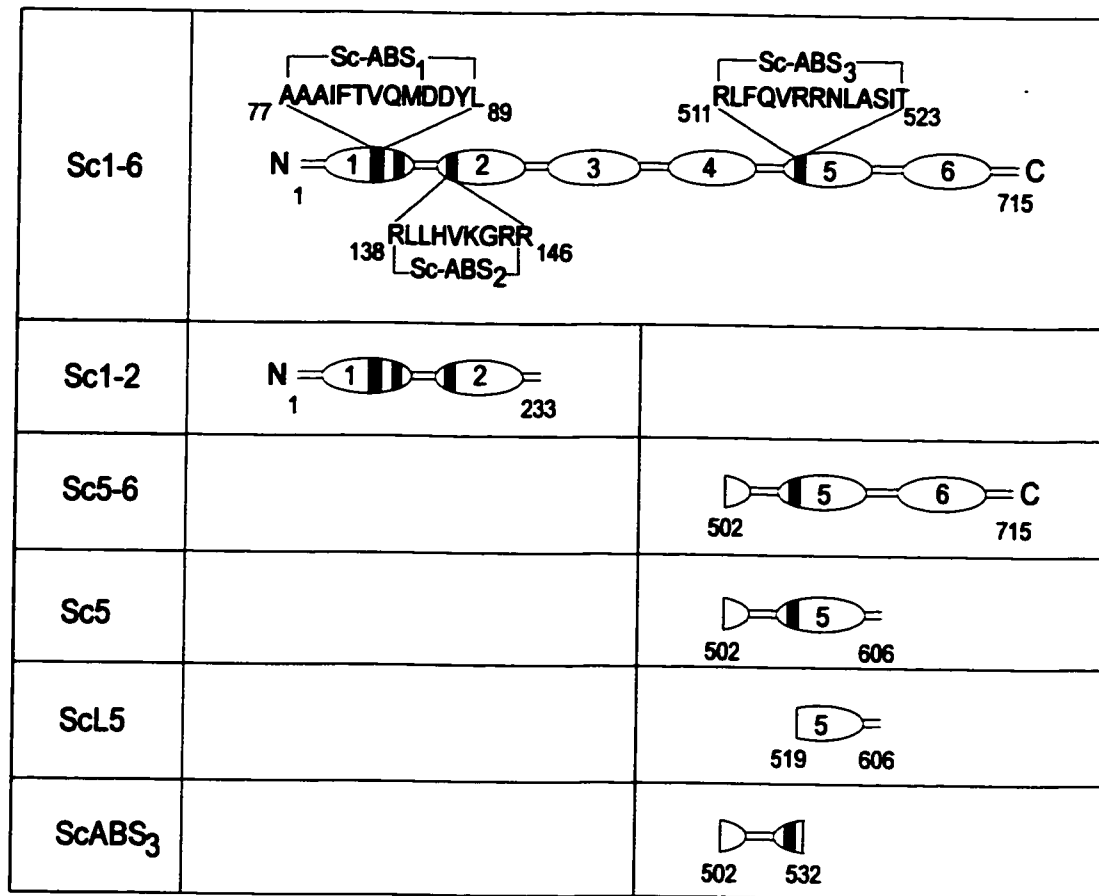 Sc1-6
Sc-ABS1
AAAIFTVQMDDYL
77 89
Sc-ABS3
RLFQVRRNLASIT
511 523
N 1 2 3 4 5 6 C
1 715
RLLHVKGRR
138 146
Sc-ABS2
Sc1-2
N 1 2
1 233
Sc5-6
5 6 C
502 715
Sc5
5
502 606
ScL5
5
519 606
ScABS3
502 532